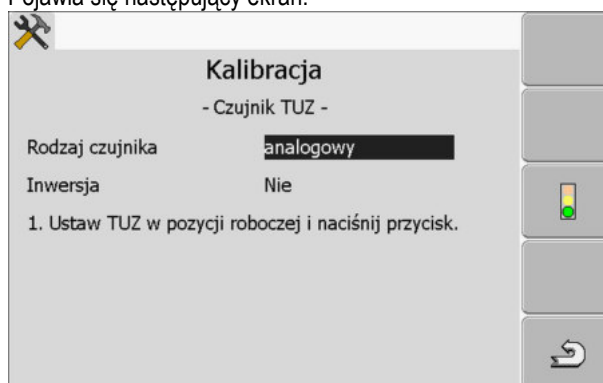 Pojawia się następujący ekran:
Kalibracja
- Czujnik TUZ -
Rodzaj czujnika analogowy
Inwersja Nie
1. Ustaw TUZ w pozycji roboczej i naciśnij przycisk.